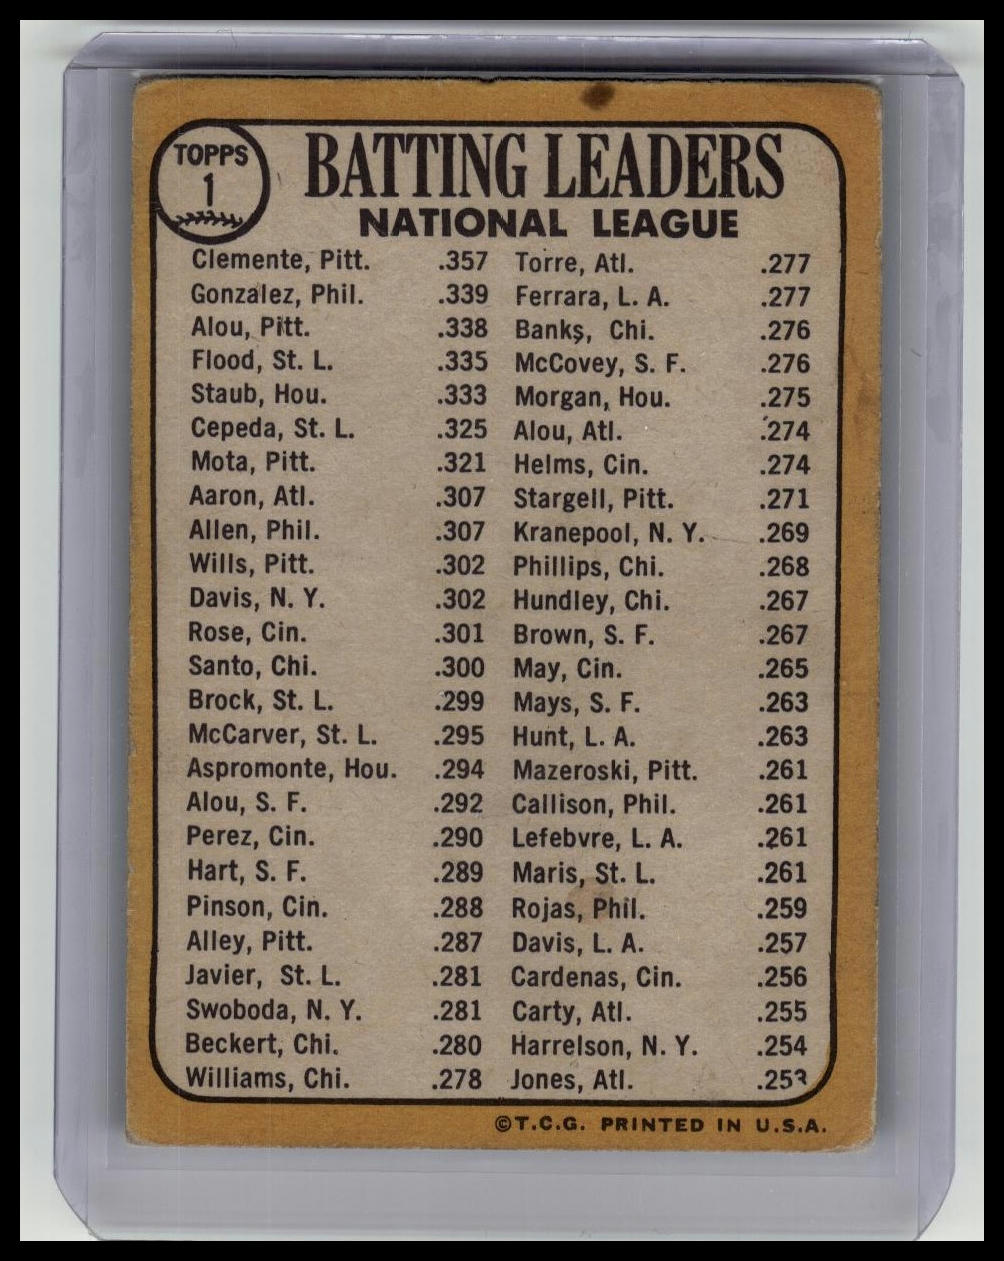 TOPPS
1
BATTING LEADERS
NATIONAL LEAGUE
Clemente, Pitt. .357
Gonzalez, Phil. .339
Alou, Pitt. .338
Flood, St. L. .335
Staub, Hou. .333
Cepeda, St. L. .325
Mota, Pitt. .321
Aaron, Atl. .307
Allen, Phil. .307
Wills, Pitt. .302
Davis, N. Y. .302
Rose, Cin. .301
Santo, Chi. .300
Brock, St. L. .299
McCarver, St. L. .295
Aspromonte, Hou. .294
Alou, S. F. .292
Perez, Cin. .290
Hart, S. F. .289
Pinson, Cin. .288
Alley, Pitt. .287
Javier, St. L. .281
Swoboda, N. Y. .281
Beckert, Chi. .280
Williams, Chi. .278
Torre, Atl. .277
Ferrara, L. A. .277
Banks, Chi. .276
McCovey, S. F. .276
Morgan, Hou. .275
Alou, Atl. .274
Helms, Cin. .274
Stargell, Pitt. .271
Kranepool, N. Y. .269
Phillips, Chi. .268
Hundley, Chi. .267
Brown, S. F. .267
May, Cin. .265
Mays, S. F. .263
Hunt, L. A. .263
Mazeroski, Pitt. .261
Callison, Phil. .261
Lefebvre, L. A. .261
Maris, St. L. .261
Rojas, Phil. .259
Davis, L. A. .257
Cardenas, Cin. .256
Carty, Atl. .255
Harrelson, N. Y. .254
Jones, Atl. .253
©T.C.G. PRINTED IN U.S.A.